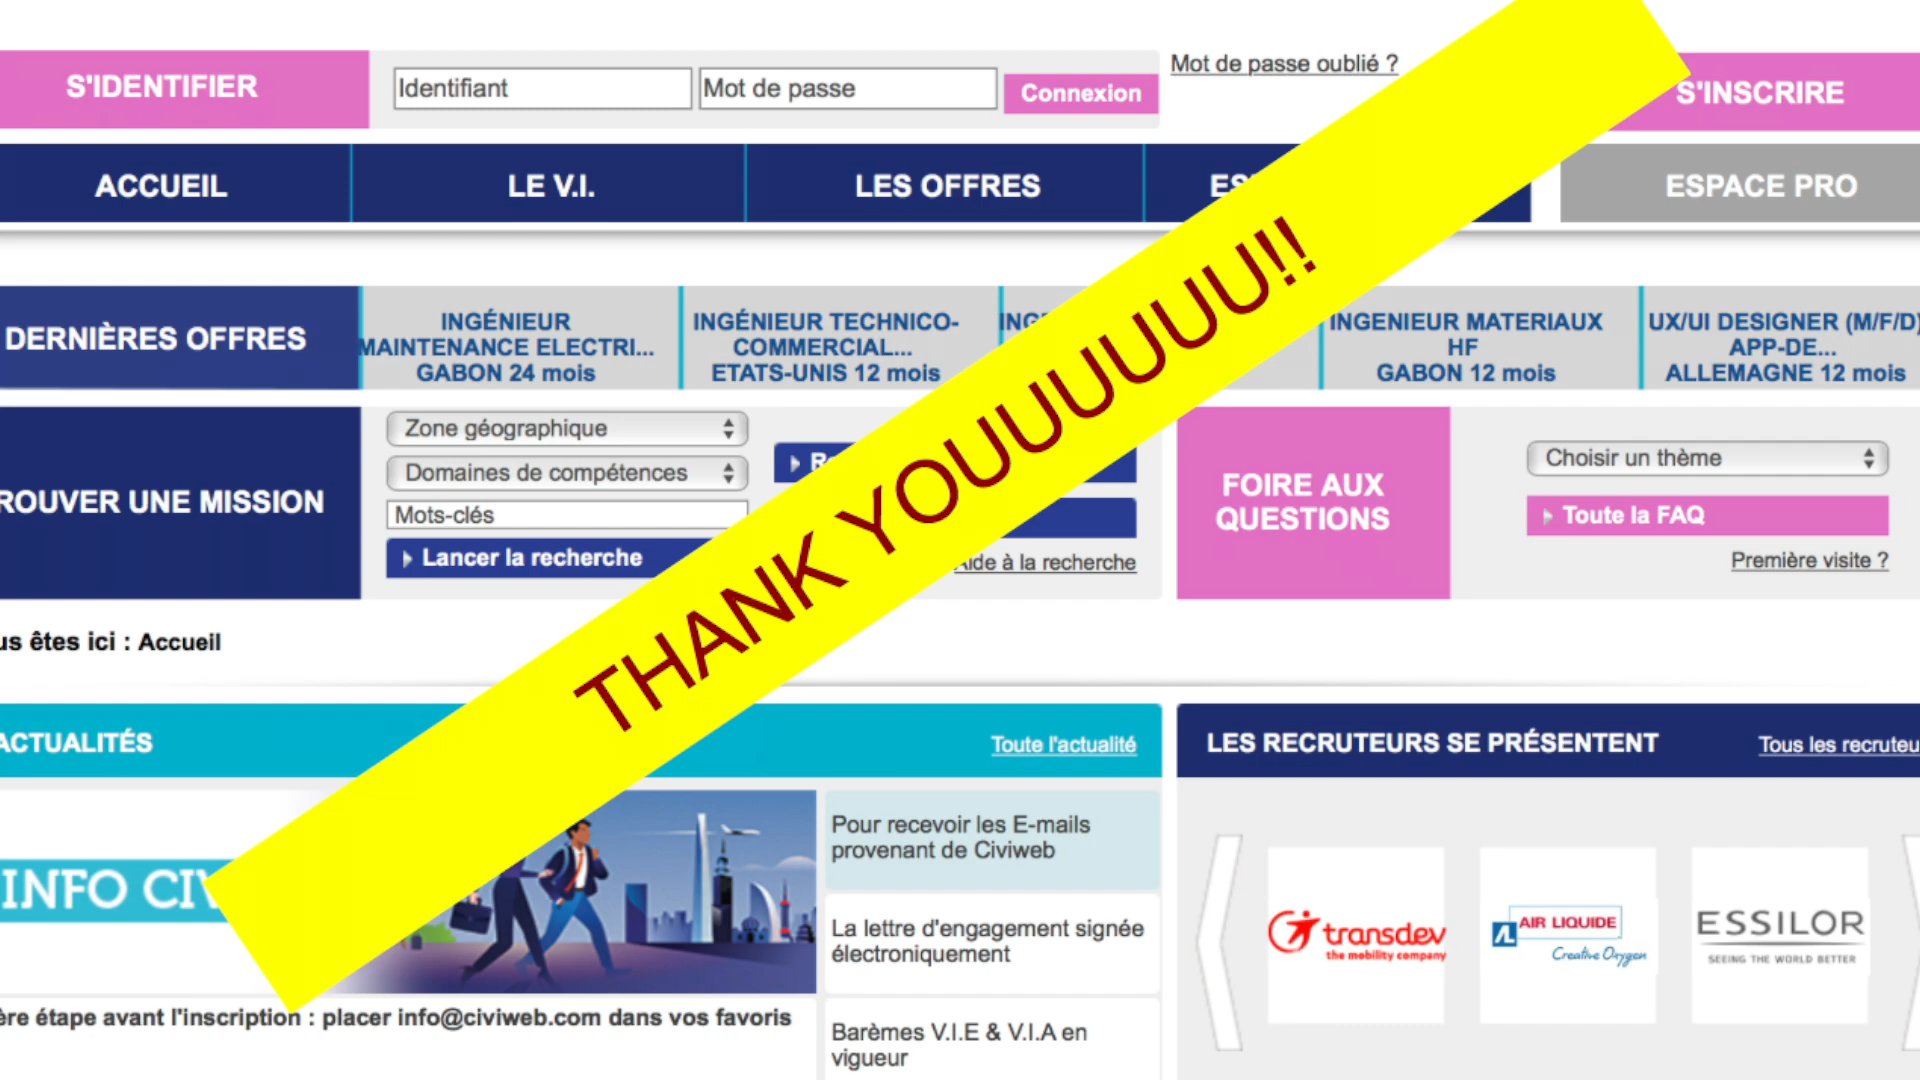 S'IDENTIFIER
Identifiant
Mot de passe
Connexion
Mot de passe oublié ?
S'INSCRIRE
ACCUEIL
LE V.I.
LES OFFRES
ESPACE PRO
DERNIÈRES OFFRES
INGÉNIEUR
MAINTENANCE ELECTRI...
GABON 24 mois
INGÉNIEUR TECHNICO-
COMMERCIAL...
ETATS-UNIS 12 mois
INGENIEUR MATERIAUX
HF
GABON 12 mois
UX/UI DESIGNER (M/F/D)
APP-DE...
ALLEMAGNE 12 mois
ROUVER UNE MISSION
Zone géographique
Domaines de compétences
Mots-clés
Lancer la recherche
Aide à la recherche
THANK YOUUUUUUU!!
FOIRE AUX
QUESTIONS
Choisir un thème
Toute la FAQ
Première visite ?
us êtes ici : Accueil
ACTUALITÉS
Toute l'actualité
INFO CIV
Pour recevoir les E-mails
provenant de Civiweb
La lettre d'engagement signée
électroniquement
Barèmes V.I.E & V.I.A en
vigueur
ère étape avant l'inscription : placer info@civiweb.com dans vos favoris
LES RECRUTEURS SE PRÉSENTENT
Tous les recruteu
transdev
the mobility company
AIR LIQUIDE
Creative Oxygen
ESSILOR
SEEING THE WORLD BETTER